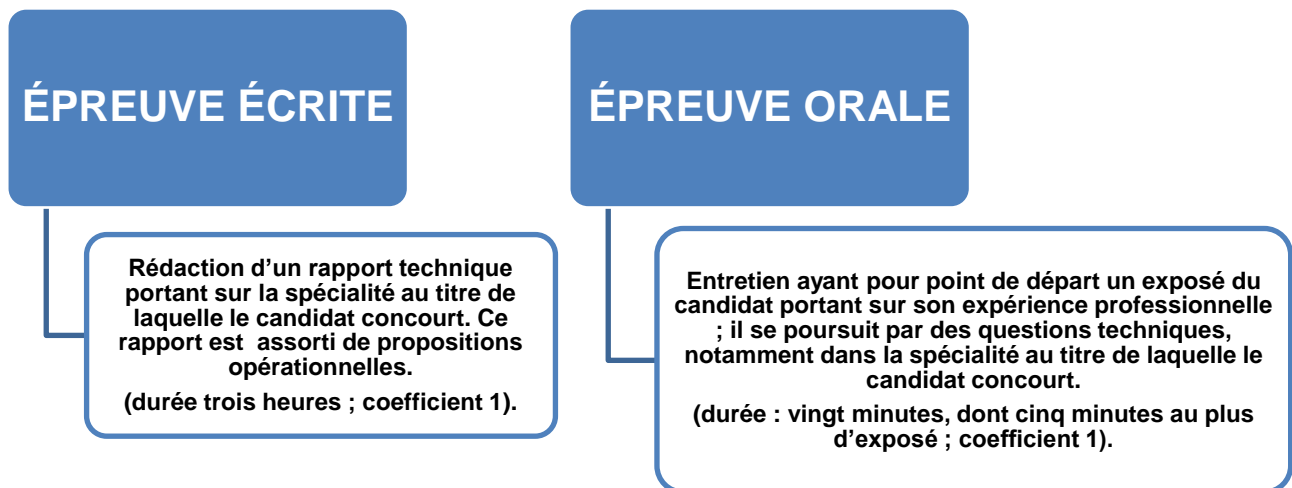 ÉPREUVE ÉCRITE
Rédaction d’un rapport technique
portant sur la spécialité au titre de
laquelle le candidat concourt. Ce
rapport est assorti de propositions
opérationnelles.
(durée trois heures ; coefficient 1).
ÉPREUVE ORALE
Entretien ayant pour point de départ un exposé du
candidat portant sur son expérience professionnelle
; il se poursuit par des questions techniques,
notamment dans la spécialité au titre de laquelle le
candidat concourt.
(durée : vingt minutes, dont cinq minutes au plus
d’exposé ; coefficient 1).